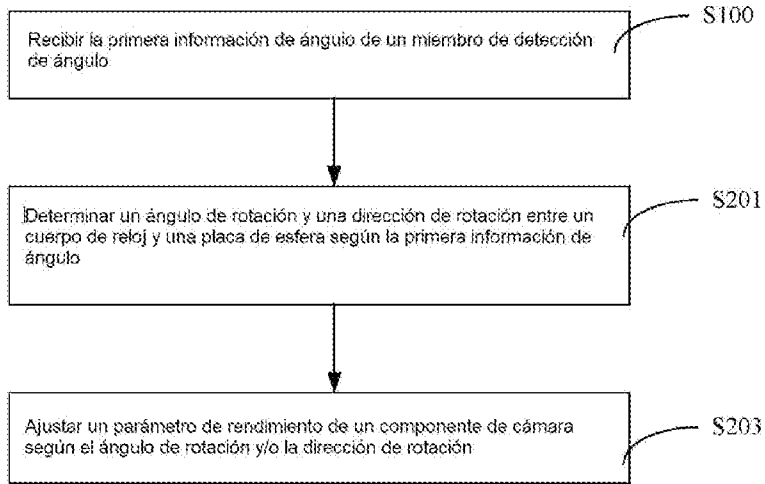 S100
Recibir la primera información de ángulo de un miembro de detección
de ángulo
S201
Determinar un ángulo de rotación y una dirección de rotación entre un
cuerpo de reloj y una placa de esfera según la primera información de
ángulo
S203
Ajustar un parámetro de rendimiento de un componente de cámara
según el ángulo de rotación y/o la dirección de rotación